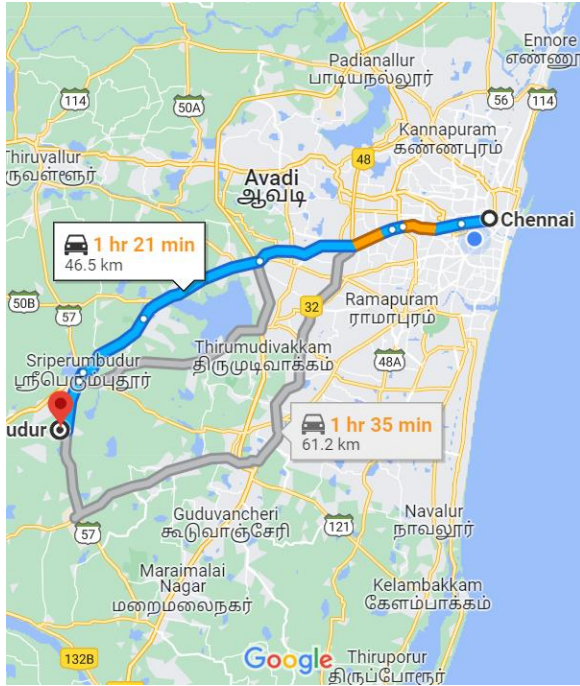 Ennore
எண்ணூர்
Padianallur
பாடியநல்லூர்
114
50A
56
114
Kannapuram
கண்ணபுரம்
Thiruvallur
48
Avadi
ஆவடி
Chennai
1 hr 21 min
46.5 km
50B
57
32
Ramapuram
ராமாபுரம்
Sriperumbudur
ஸ்ரீபெரும்புதூர்
Thirumudivakkam
திருமுடிவாக்கம்
48A
udur
1 hr 35 min
61.2 km
57
Guduvancheri
கூடுவாஞ்சேரி
121
Navalur
நாவலூர்
Maraimalai
Nagar
மறைமலைநகர்
Kelambakkam
கேளம்பாக்கம்
132B
Google
Thiruporur
திருப்போரூர்